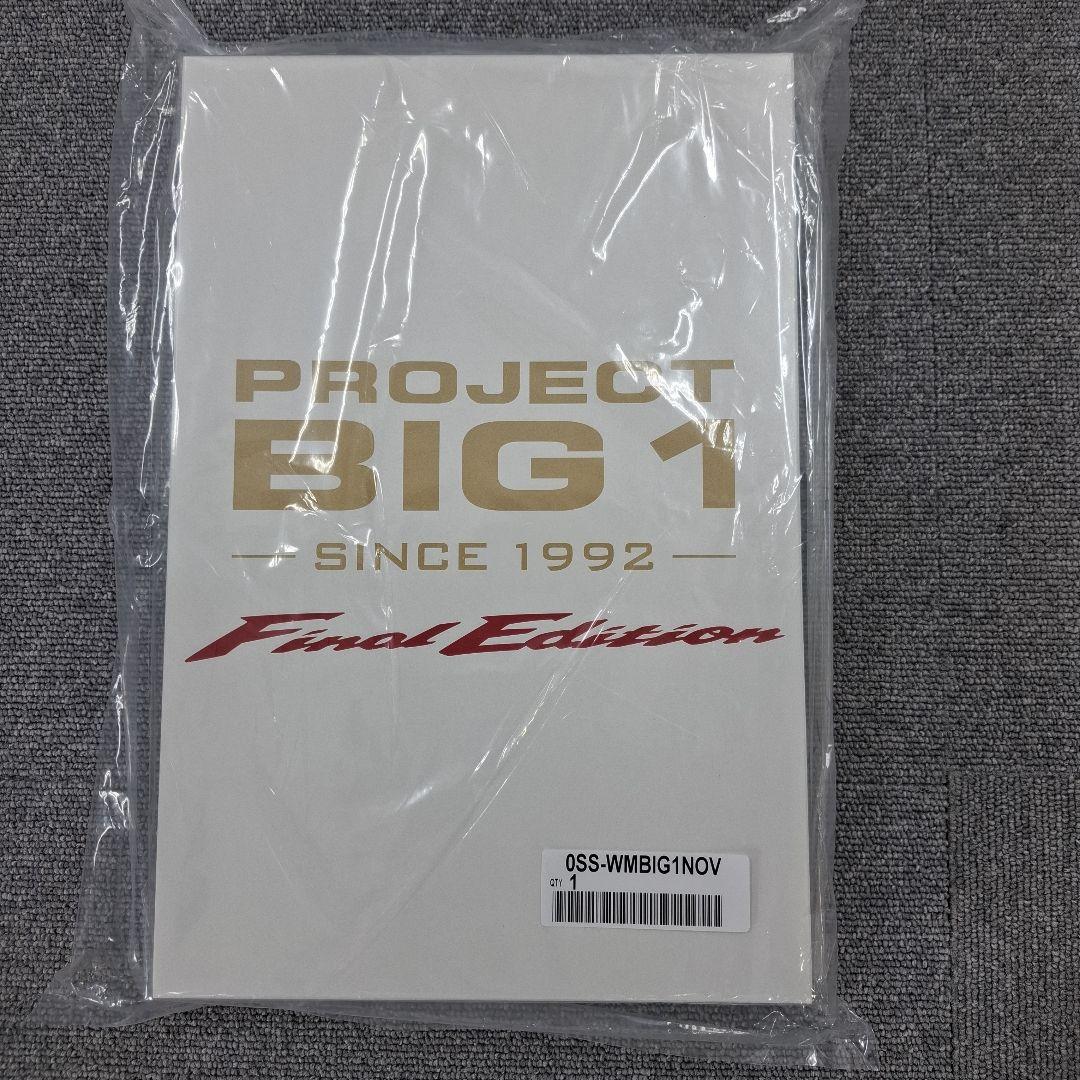 PROJECT
BIG 1
SINCE 1992
Final Edition
0SS-WMBIG1NOV
QTY 1